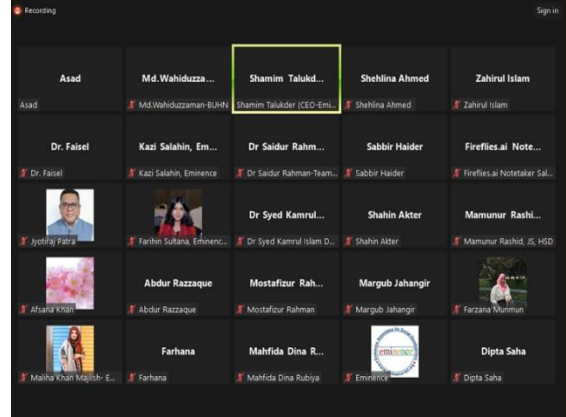 Recording
Sign in
Asad
Asad
Md.Wahiduzza...
Md.Wahiduzzaman-BUHN
Shamim Talukd...
Shamim Talukder (CEO-Emi...
Shehlina Ahmed
Shehlina Ahmed
Zahirul Islam
Zahirul Islam
Dr. Faisel
Dr. Faisel
Kazi Salahin, Em...
Kazi Salahin, Eminence
Dr Saidur Rahm...
Dr Saidur Rahman-Team...
Sabbir Haider
Sabbir Haider
Fireflies.ai Note...
Fireflies.ai Notetaker Sal...
Jyotiraj Patra
Farihin Sultana, Eminenc...
Dr Syed Kamrul...
Dr Syed Kamrul Islam D...
Shahin Akter
Shahin Akter
Mamunur Rashi...
Mamunur Rashid, JS, HSD
Afsana Khan
Abdur Razzaque
Abdur Razzaque
Mostafizur Rah...
Mostafizur Rahman
Margub Jahangir
Margub Jahangir
Farzana Munmun
Maliha Khan Majlish- E...
Farhana
Farhana
Mahfida Dina R...
Mahfida Dina Rubiya
eminence
Eminence
Dipta Saha
Dipta Saha